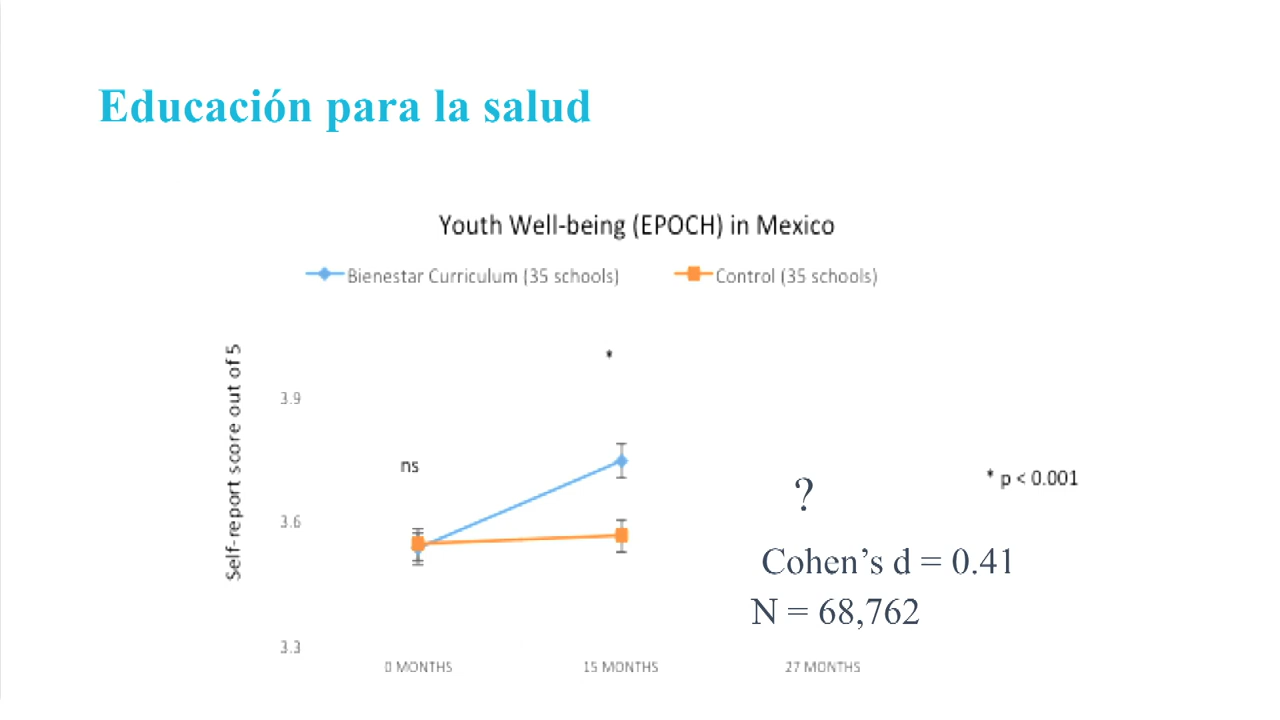 Educación para la salud
Youth Well-being (EPOCH) in Mexico
Bienestar Curriculum (35 schools)
Control (35 schools)
Self-report score out of 5
*
3.9
ns
* p < 0.001
?
3.6
Cohen’s d = 0.41
N = 68,762
3.3
0 MONTHS
15 MONTHS
27 MONTHS